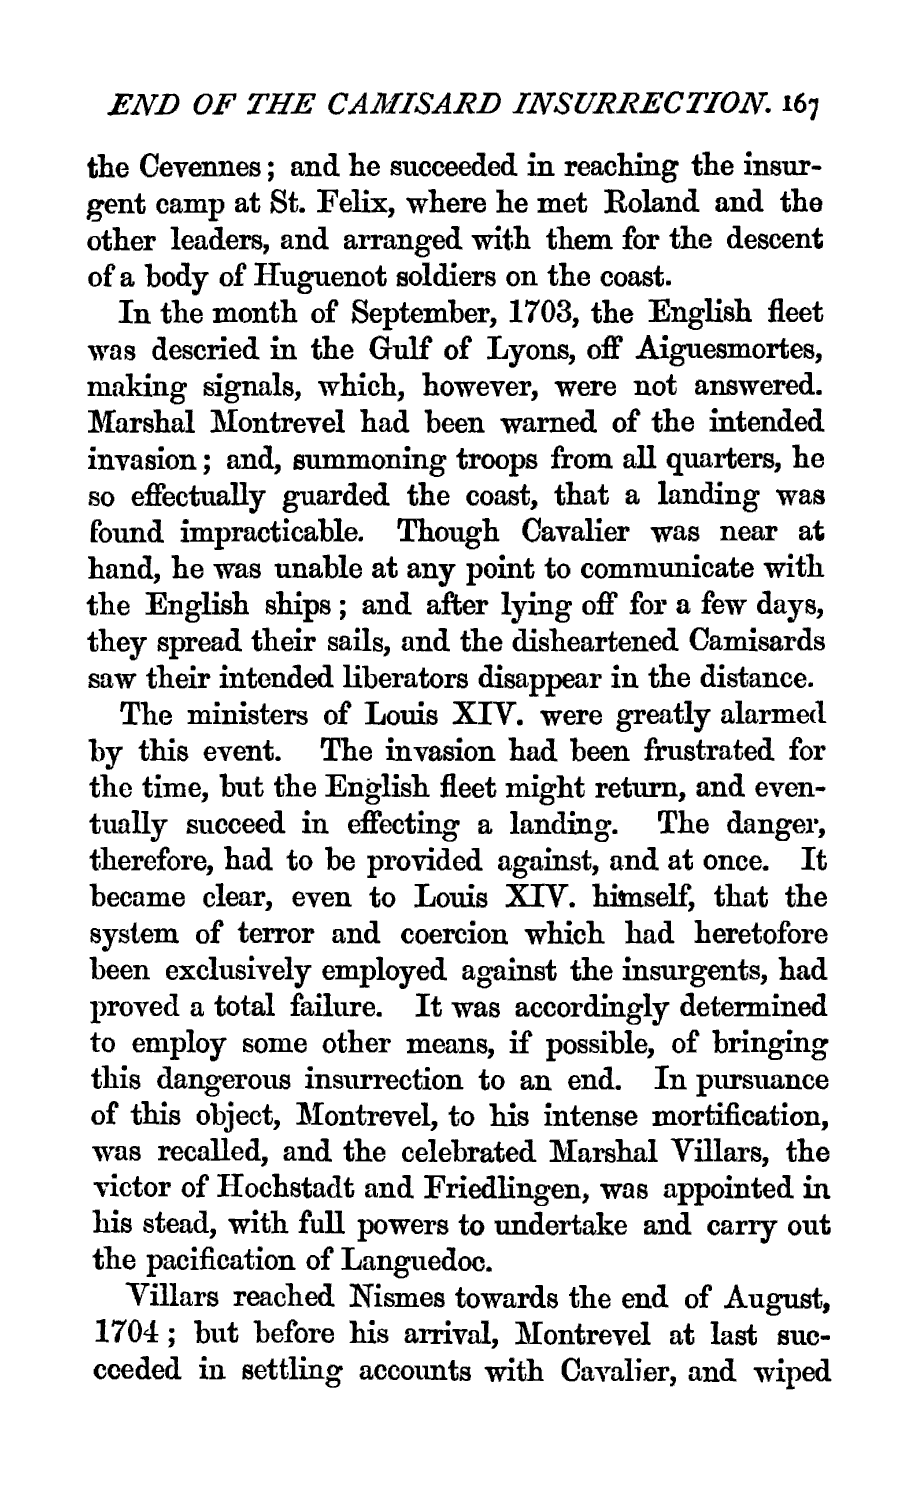 END OF THE CAMISARD INSURRECTION. 167
the Cevennes; and he succeeded in reaching the insur-
gent camp at St. Felix, where he met Roland and the
other leaders, and arranged with them for the descent
of a body of Huguenot soldiers on the coast.
In the month of September, 1703, the English fleet
was descried in the Gulf of Lyons, off Aiguesmortes,
making signals, which, however, were not answered.
Marshal Montrevel had been warned of the intended
invasion; and, summoning troops from all quarters, he
so effectually guarded the coast, that a landing was
found impracticable. Though Cavalier was near at
hand, he was unable at any point to communicate with
the English ships; and after lying off for a few days,
they spread their sails, and the disheartened Camisards
saw their intended liberators disappear in the distance.
The ministers of Louis XIV. were greatly alarmed
by this event. The invasion had been frustrated for
the time, but the English fleet might return, and even-
tually succeed in effecting a landing. The danger,
therefore, had to be provided against, and at once. It
became clear, even to Louis XIV. himself, that the
system of terror and coercion which had heretofore
been exclusively employed against the insurgents, had
proved a total failure. It was accordingly determined
to employ some other means, if possible, of bringing
this dangerous insurrection to an end. In pursuance
of this object, Montrevel, to his intense mortification,
was recalled, and the celebrated Marshal Villars, the
victor of Hochstadt and Friedlingen, was appointed in
his stead, with full powers to undertake and carry out
the pacification of Languedoc.
Villars reached Nismes towards the end of August,
1704; but before his arrival, Montrevel at last suc-
ceeded in settling accounts with Cavalier, and wiped